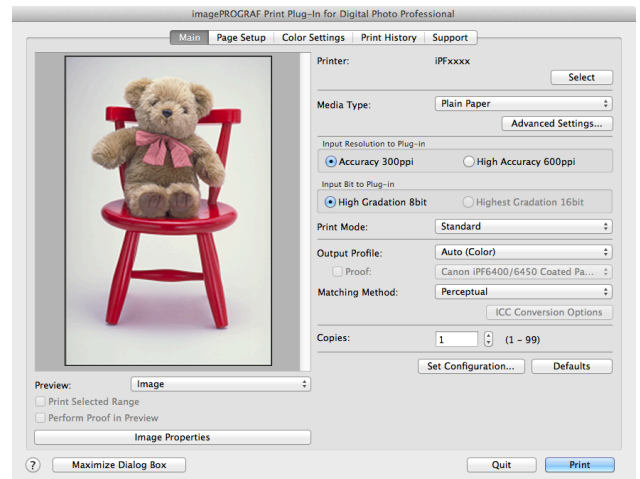 imagePROGRAF Print Plug-In for Digital Photo Professional
Main Page Setup Color Settings Print History Support
Printer: iPFxxxx
Select
Media Type: Plain Paper
Advanced Settings...
Input Resolution to Plug-in
Accuracy 300ppi High Accuracy 600ppi
Input Bit to Plug-in
High Gradation 8bit Highest Gradation 16bit
Print Mode: Standard
Output Profile: Auto (Color)
Proof: Canon iPF6400/6450 Coated Pa...
Matching Method: Perceptual
ICC Conversion Options
Copies: 1 (1 – 99)
Set Configuration... Defaults
Preview: Image
Print Selected Range
Perform Proof in Preview
Image Properties
? Maximize Dialog Box Quit Print